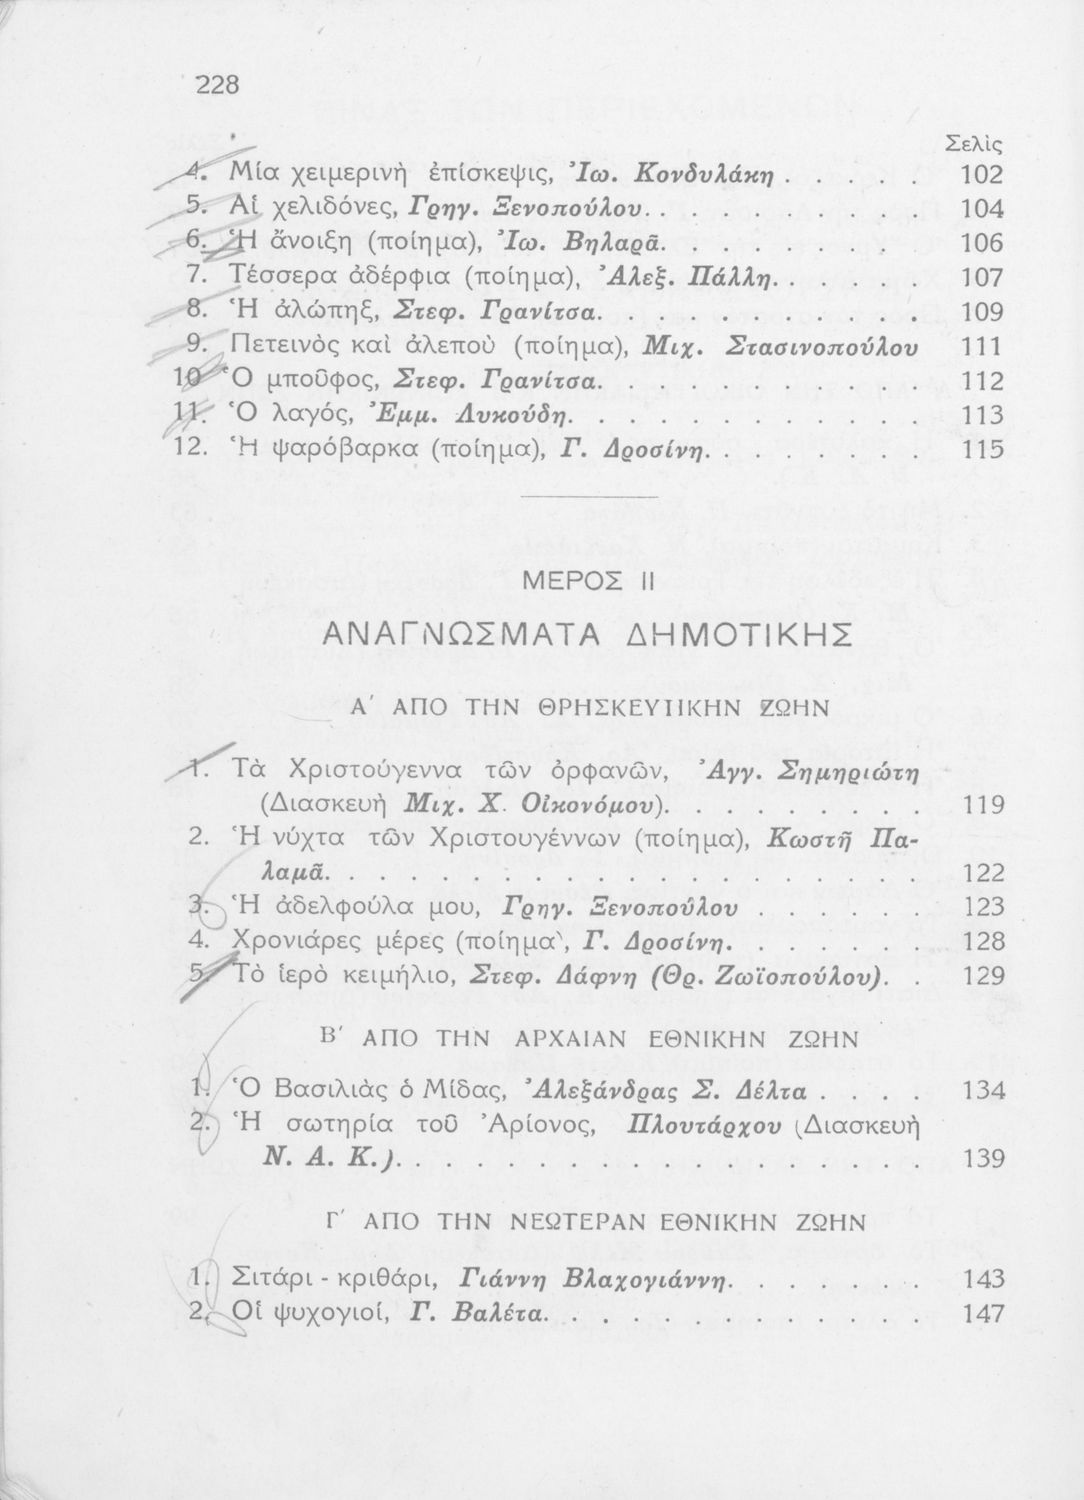 228
Σελὶς
4. Μία χειμερινὴ ἐπίσκεψις, Ἰω. Κονδυλάκη . . . . . 102
5. Αἱ χελιδόνες, Γρηγ. Ξενοπούλου. . . . . . . . . . 104
6. Ἡ ἄνοιξη (ποίημα), Ἰω. Βηλαρᾶ. . . . . . . . 106
7. Τέσσερα ἀδέρφια (ποίημα), Ἀλεξ. Πάλλη. . . . . . 107
8. Ἡ ἀλώπηξ, Στεφ. Γρανίτσα. . . . . . . . . . . 109
9. Πετεινὸς καὶ ἀλεποὺ (ποίημα), Μιχ. Στασινοπούλου 111
10. Ὁ μποῦφος, Στεφ. Γρανίτσα. . . . . . . . . . . 112
11. Ὁ λαγός, Ἐμμ. Λυκούδη. . . . . . . . . . . . 113
12. Ἡ ψαρόβαρκα (ποίημα), Γ. Δροσίνη. . . . . . . . 115
ΜΕΡΟΣ ΙΙ
ΑΝΑΓΝΩΣΜΑΤΑ ΔΗΜΟΤΙΚΗΣ
Α' ΑΠΟ ΤΗΝ ΘΡΗΣΚΕΥΤΙΚΗΝ ΖΩΗΝ
1. Τὰ Χριστούγεννα τῶν ὀρφανῶν, Ἀγγ. Σημηριώτη
(Διασκευὴ Μιχ. Χ. Οἰκονόμου). . . . . . . . . 119
2. Ἡ νύχτα τῶν Χριστουγέννων (ποίημα), Κωστῆ Πα-
λαμᾶ. . . . . . . . . . . . . . . . . . . . 122
3. Ἡ ἀδελφούλα μου, Γρηγ. Ξενοπούλου . . . . . . 123
4. Χρονιάρες μέρες (ποίημα), Γ. Δροσίνη. . . . . . . 128
5. Τὸ ἱερὸ κειμήλιο, Στεφ. Δάφνη (Θρ. Ζωϊοπούλου). . 129
Β' ΑΠΟ ΤΗΝ ΑΡΧΑΙΑΝ ΕΘΝΙΚΗΝ ΖΩΗΝ
1. Ὁ Βασιλιὰς ὁ Μίδας, Ἀλεξάνδρας Σ. Δέλτα . . . . 134
2. Ἡ σωτηρία τοῦ Ἀρίονος, Πλουτάρχου (Διασκευὴ
Ν. Α. Κ.). . . . . . . . . . . . . . . . . . 139
Γ' ΑΠΟ ΤΗΝ ΝΕΩΤΕΡΑΝ ΕΘΝΙΚΗΝ ΖΩΗΝ
1. Σιτάρι - κριθάρι, Γιάννη Βλαχογιάννη. . . . . . . 143
2. Οἱ ψυχογιοί, Γ. Βαλέτα. . . . . . . . . . . . . 147